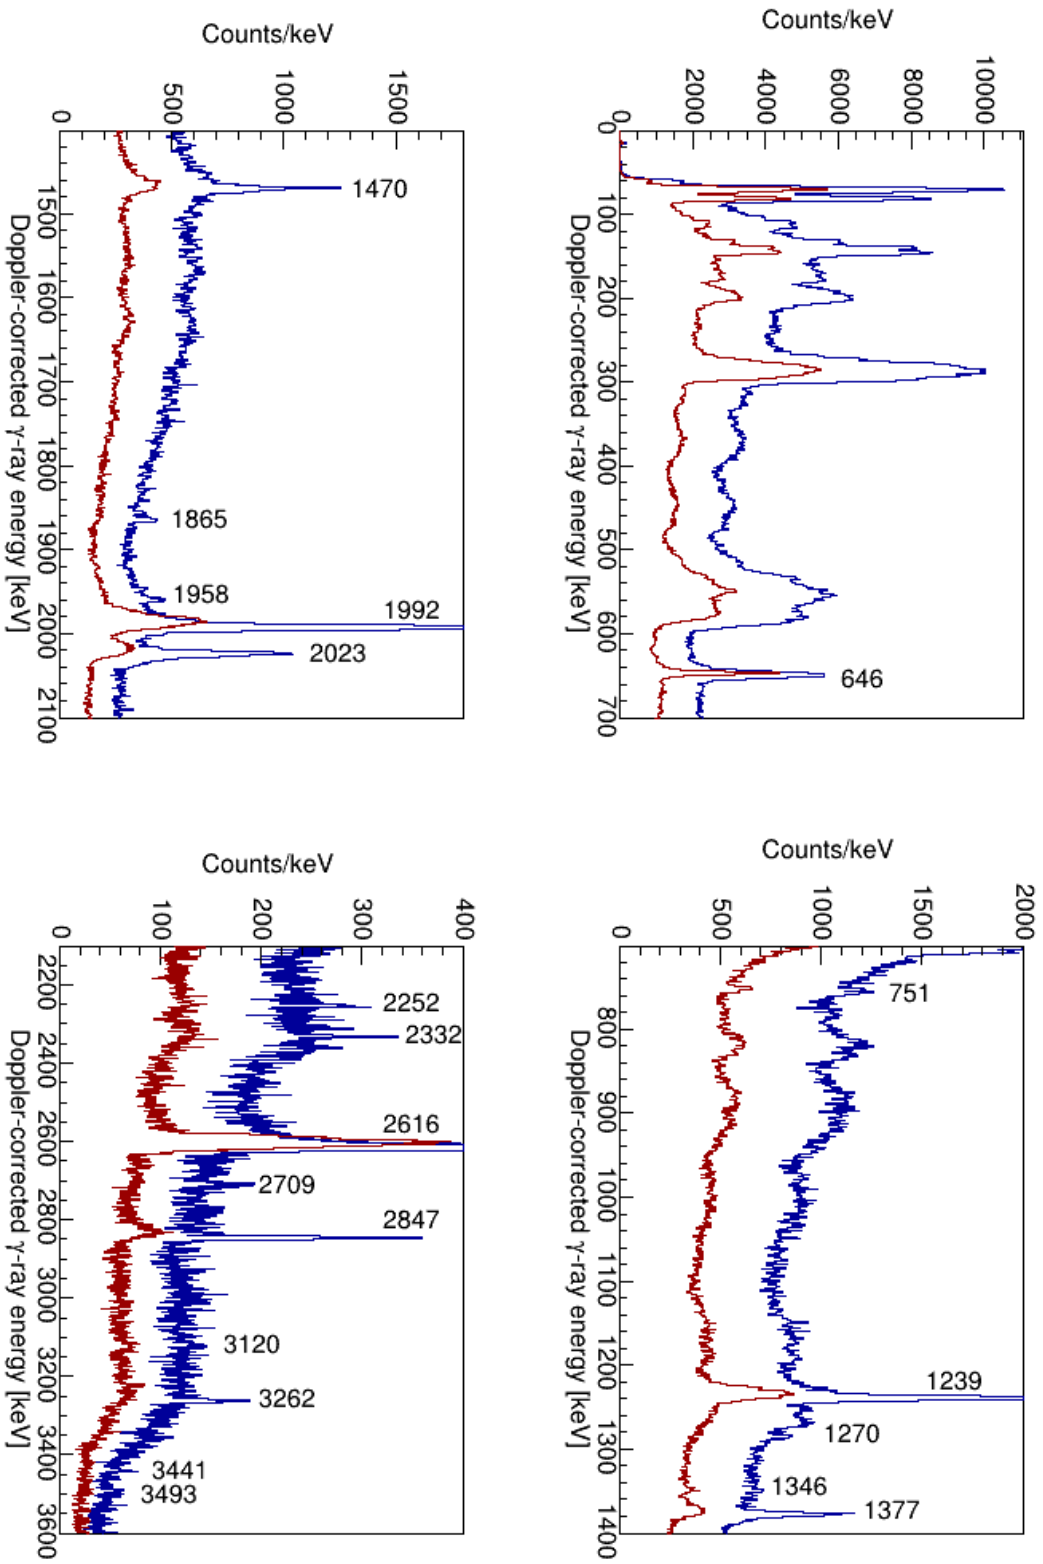 Counts/keV
0 500 1000 1500
1470
1865
1958
1992
2023
1500 1600 1700 1800 1900 2000 2100
Doppler-corrected γ-ray energy [keV]
Counts/keV
0 2000 4000 6000 8000 10000
646
0 100 200 300 400 500 600 700
Doppler-corrected γ-ray energy [keV]
Counts/keV
0 100 200 300 400
2252
2332
2616
2709
2847
3120
3262
3441
3493
2200 2400 2600 2800 3000 3200 3400 3600
Doppler-corrected γ-ray energy [keV]
Counts/keV
0 500 1000 1500 2000
751
1239
1270
1346
1377
800 900 1000 1100 1200 1300 1400
Doppler-corrected γ-ray energy [keV]